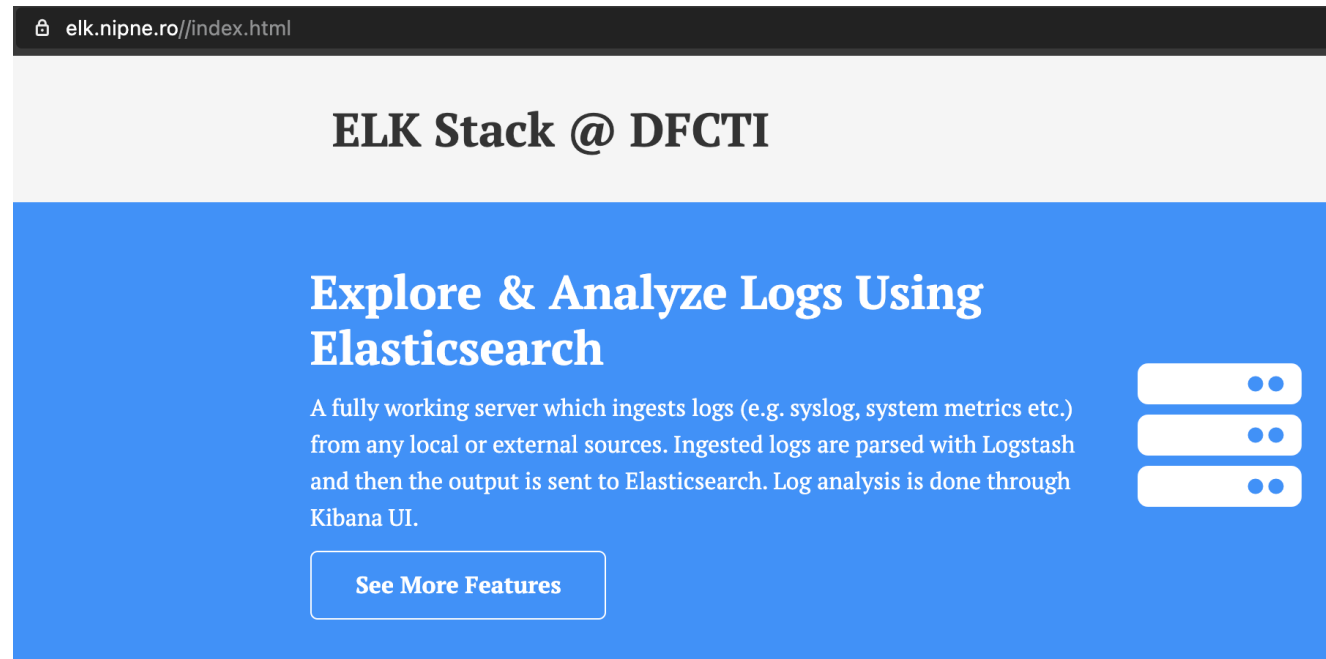 elk.nipne.ro//index.html
ELK Stack @ DFCTI
Explore & Analyze Logs Using
Elasticsearch
A fully working server which ingests logs (e.g. syslog, system metrics etc.)
from any local or external sources. Ingested logs are parsed with Logstash
and then the output is sent to Elasticsearch. Log analysis is done through
Kibana UI.
See More Features